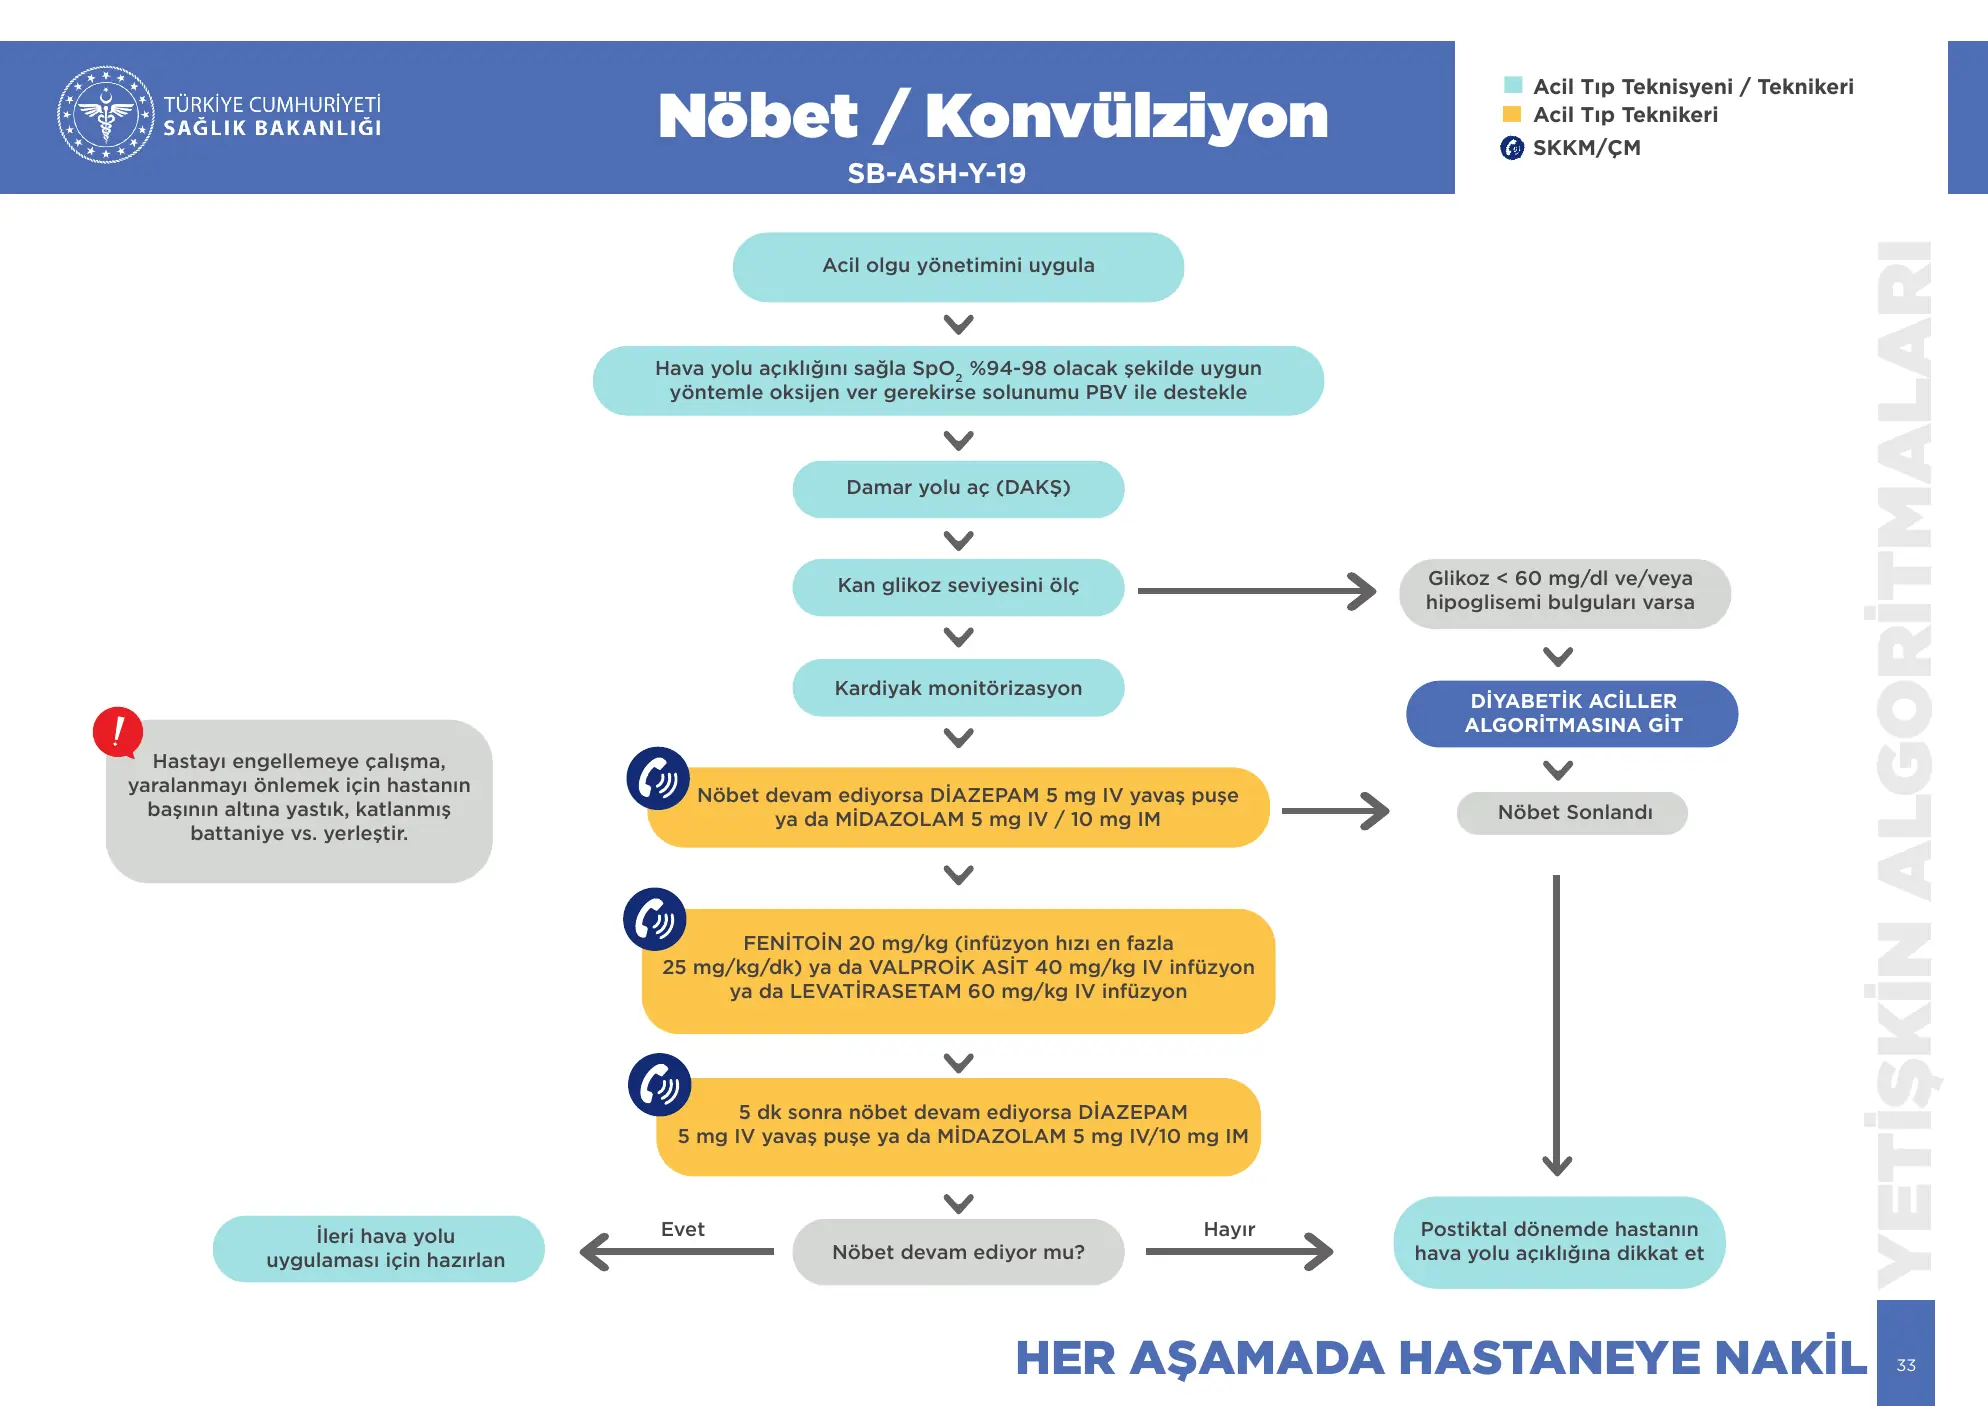 TÜRKİYE CUMHURİYETİ
SAĞLIK BAKANLIĞI
Nöbet / Konvülziyon
SB-ASH-Y-19
Acil Tıp Teknisyeni / Teknikeri
Acil Tıp Teknikeri
SKKM/ÇM
Acil olgu yönetimini uygula
Hava yolu açıklığını sağla SpO2 %94-98 olacak şekilde uygun
yöntemle oksijen ver gerekirse solunumu PBV ile destekle
Damar yolu aç (DAKŞ)
Kan glikoz seviyesini ölç
Glikoz < 60 mg/dl ve/veya
hipoglisemi bulguları varsa
Kardiyak monitörizasyon
DİYABETİK ACİLLER
ALGORİTMASINA GİT
!
Hastayı engellemeye çalışma,
yaralanmayı önlemek için hastanın
başının altına yastık, katlanmış
battaniye vs. yerleştir.
Nöbet devam ediyorsa DİAZEPAM 5 mg IV yavaş puşe
ya da MİDAZOLAM 5 mg IV / 10 mg IM
Nöbet Sonlandı
FENİTOİN 20 mg/kg (infüzyon hızı en fazla
25 mg/kg/dk) ya da VALPROİK ASİT 40 mg/kg IV infüzyon
ya da LEVATİRASETAM 60 mg/kg IV infüzyon
5 dk sonra nöbet devam ediyorsa DİAZEPAM
5 mg IV yavaş puşe ya da MİDAZOLAM 5 mg IV/10 mg IM
İleri hava yolu
uygulaması için hazırlan
Evet
Nöbet devam ediyor mu?
Hayır
Postiktal dönemde hastanın
hava yolu açıklığına dikkat et
YETİŞKİN ALGORİTMALARI
HER AŞAMADA HASTANEYE NAKİL
33